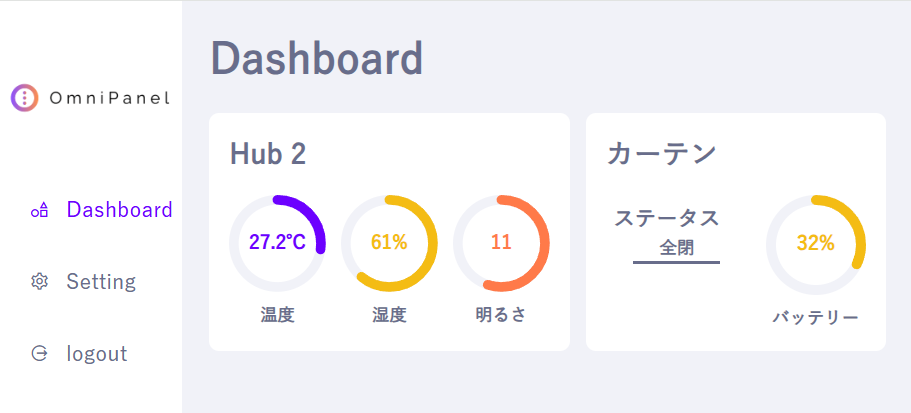 OmniPanel
Dashboard
Setting
logout
Dashboard
Hub 2
27.2°C
温度
61%
湿度
11
明るさ
カーテン
ステータス
全閉
32%
バッテリー